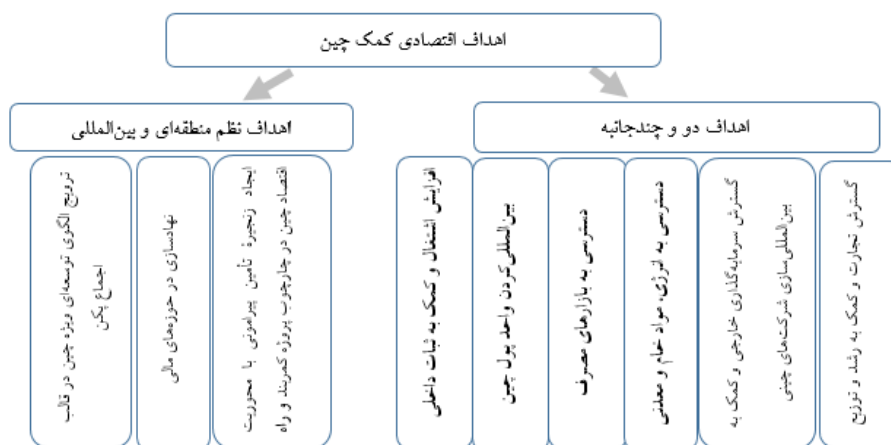 اهداف اقتصادی کمک چین
اهداف دو و چندجانبه
اهداف نظم منطقه‌ای و بین‌المللی
گسترش تجارت و کمک به رشد و توزیع
گسترش سرمایه‌گذاری خارجی و کمک به
بین‌المللی‌سازی شرکت‌های چینی
دسترسی به انرژی، مواد خام و معدنی
دسترسی به بازارهای مصرف
بین‌المللی‌کردن واحد پول چین
افزایش اشتغال و کمک به ثبات داخلی
ایجاد زنجیرۀ تأمین پیرامونی با محوریت
اقتصاد چین در چارچوب پروژه کمربند و راه
نهادسازی در حوزه‌های مالی
ترویج الگوی توسعه‌ای ویژه چین در قالب
اجماع پکن